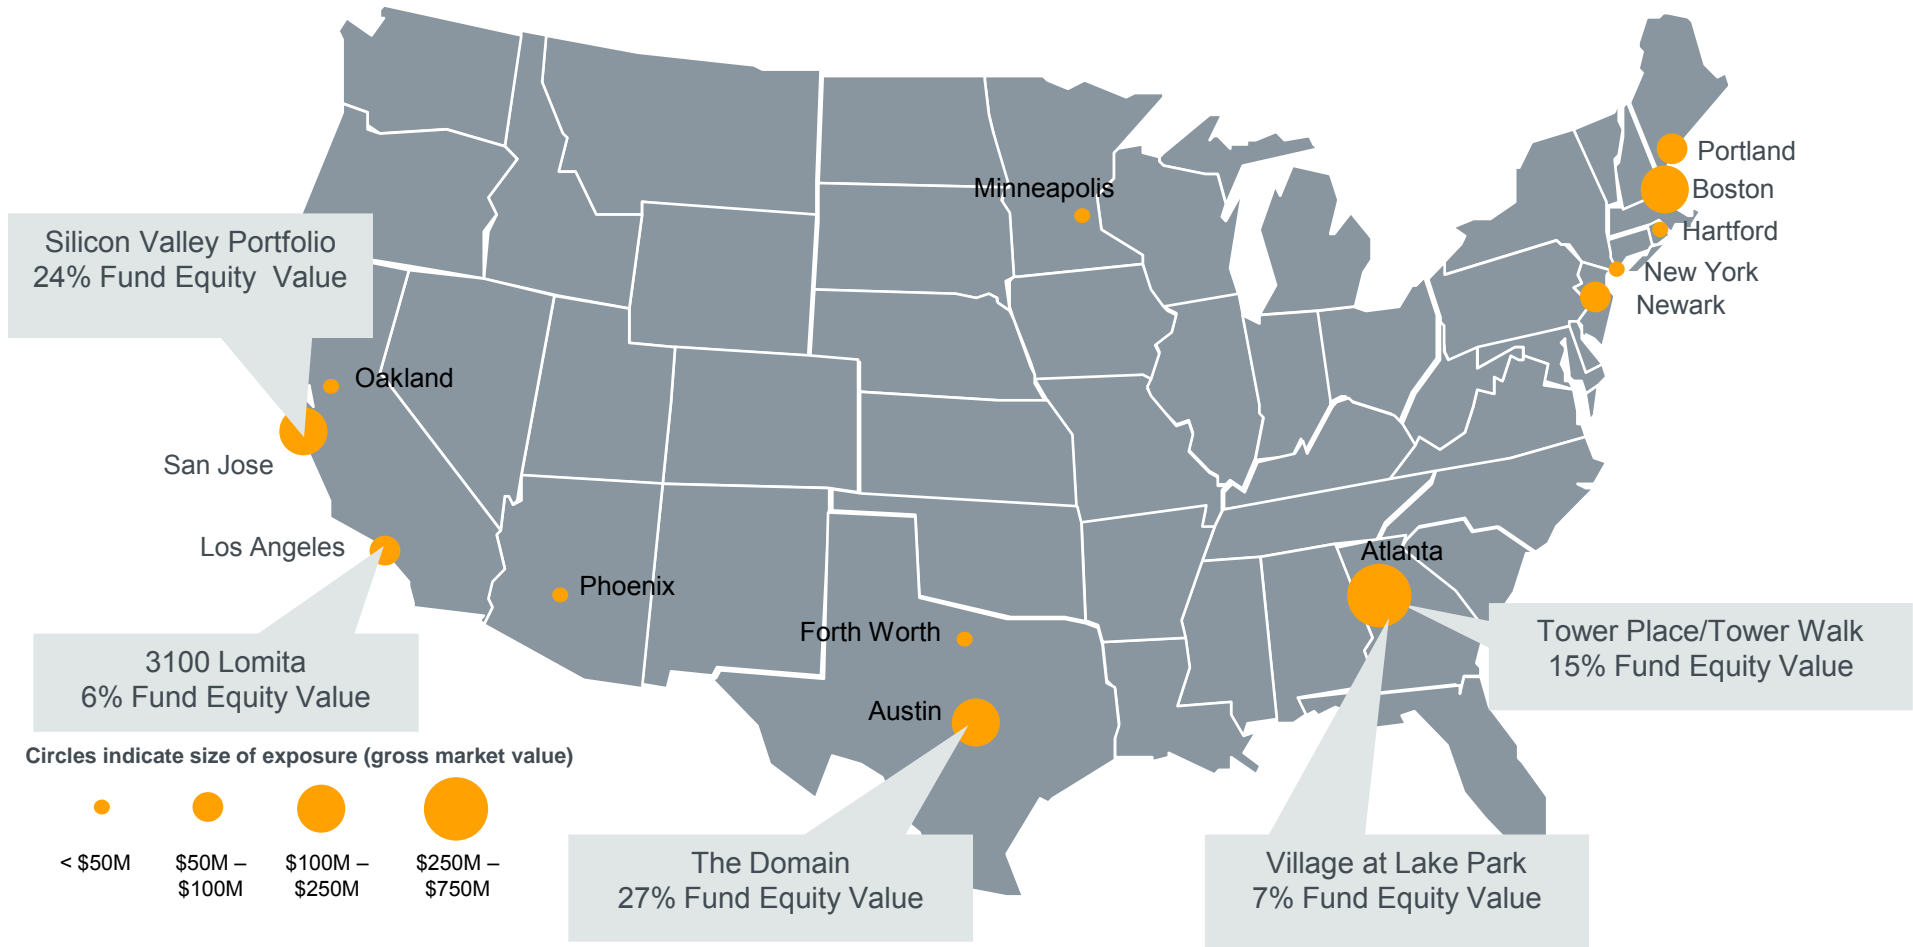 Portland
Boston
Hartford
New York
Newark
Minneapolis
Silicon Valley Portfolio
24% Fund Equity  Value
Oakland
San Jose
Los Angeles
Phoenix
Forth Worth
Austin
Atlanta
Tower Place/Tower Walk
15% Fund Equity Value
3100 Lomita
6% Fund Equity Value
Circles indicate size of exposure (gross market value)
< $50M
$50M –
$100M
$100M –
$250M
$250M –
$750M
The Domain
27% Fund Equity Value
Village at Lake Park
7% Fund Equity Value